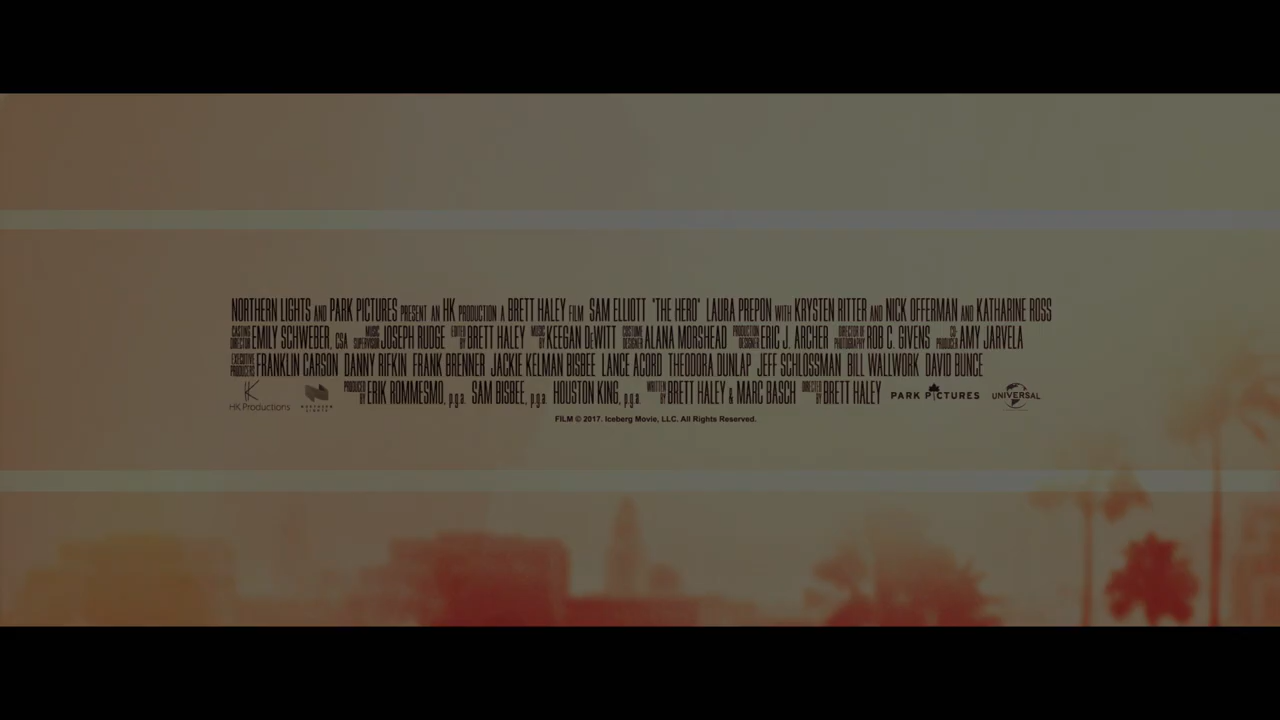 NORTHERN LIGHTS AND PARK PICTURES PRESENT AN HK PRODUCTION A BRETT HALEY FILM SAM ELLIOTT "THE HERO" LAURA PREPON WITH KRYSTEN RITTER AND NICK OFFERMAN AND KATHARINE ROSS
CASTING DIRECTOR EMILY SCHWEBER, CSA MUSIC SUPERVISOR JOSEPH RUDGE EDITED BY BRETT HALEY MUSIC BY KEEGAN DeWITT COSTUME DESIGNER ALANA MORSHEAD PRODUCTION DESIGNER ERIC J. ARCHER DIRECTOR OF PHOTOGRAPHY ROB C. GIVENS CO-PRODUCER AMY JARVELA
EXECUTIVE PRODUCERS FRANKLIN CARSON DANNY RIFKIN FRANK BRENNER JACKIE KELMAN BISBEE LANCE ACORD THEODORA DUNLAP JEFF SCHLOSSMAN BILL WALLWORK DAVID BUNCE
HK Productions NORTHERN LIGHTS PRODUCED BY ERIK ROMMESMO, p.g.a. SAM BISBEE, p.g.a. HOUSTON KING, p.g.a. WRITTEN BY BRETT HALEY & MARC BASCH DIRECTED BY BRETT HALEY PARK PICTURES UNIVERSAL
FILM © 2017. Iceberg Movie, LLC. All Rights Reserved.